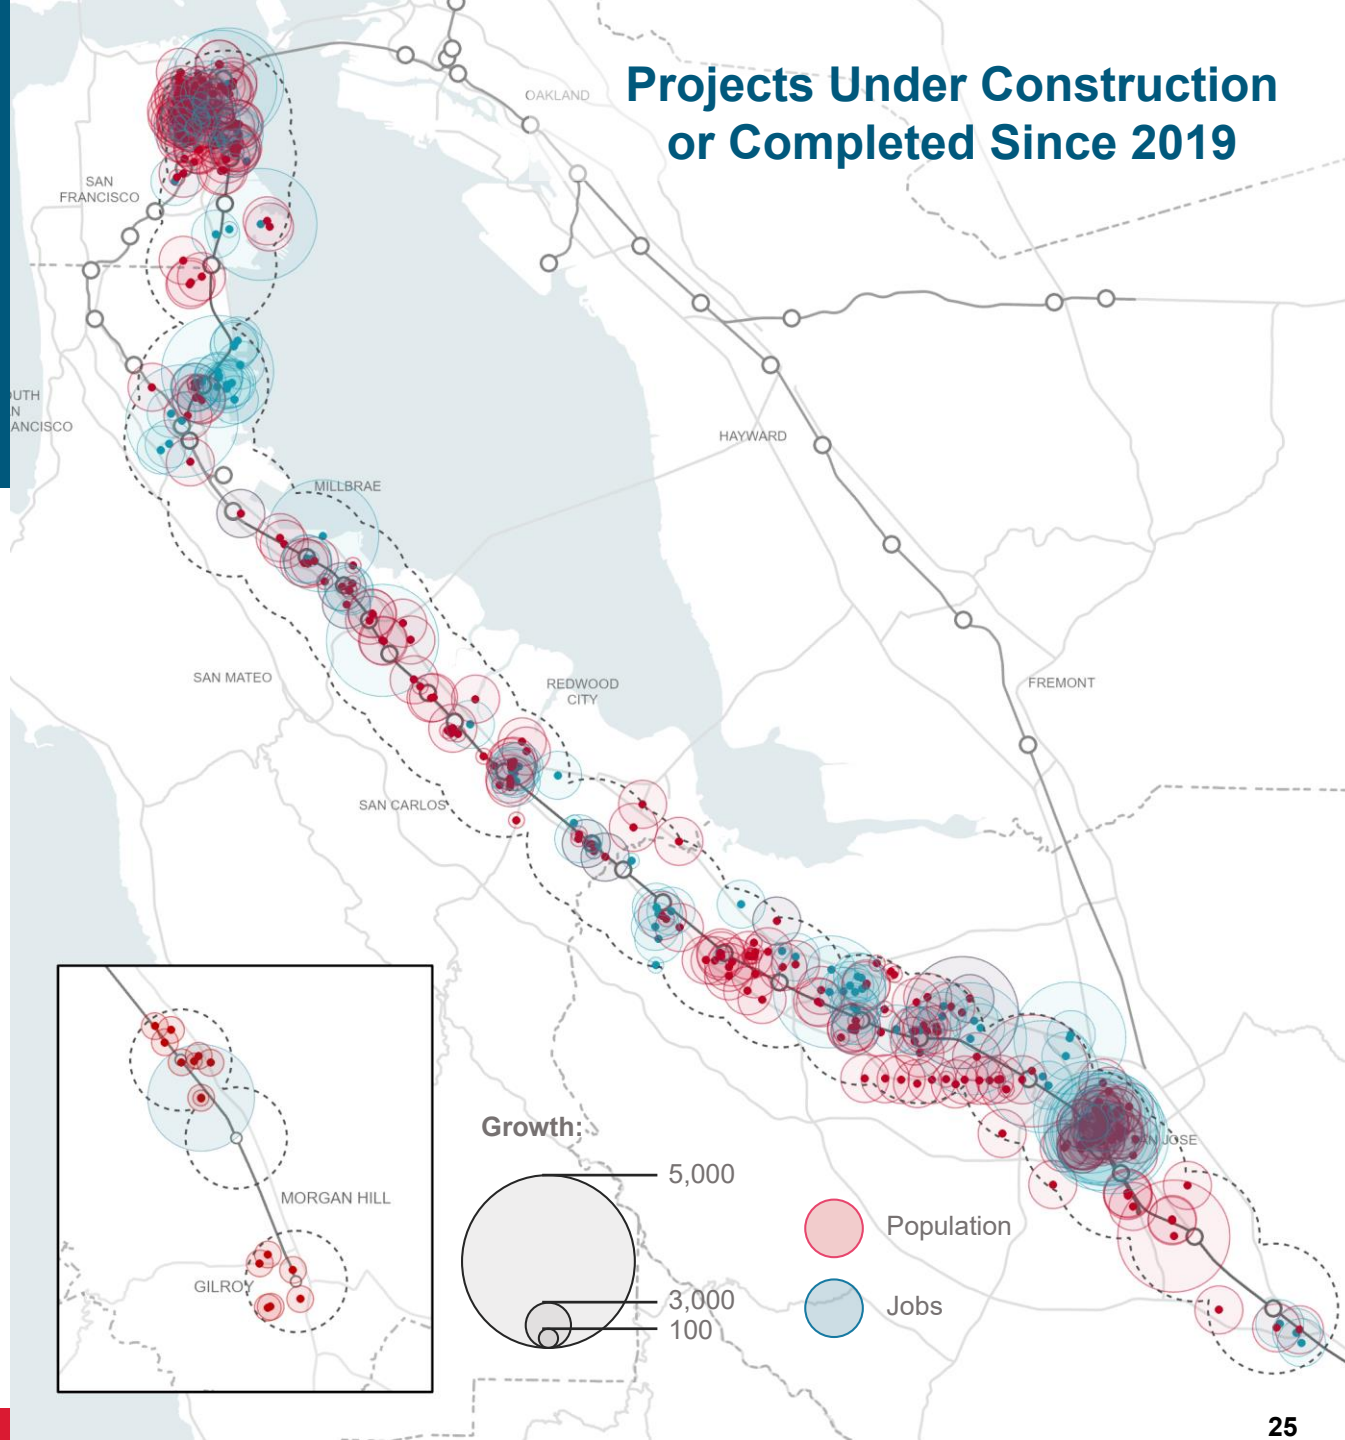 Projects Under Construction
or Completed Since 2019
OAKLAND
SAN
FRANCISCO
HAYWARD
ANCISCO
MILLBRAE
SAN MATEO
REDWOOD
CITY
FREMONT
SAN CARLOS
JOSE
MORGAN HILL
GILROY
Growth:
5,000
3,000
100
Population
Jobs
25